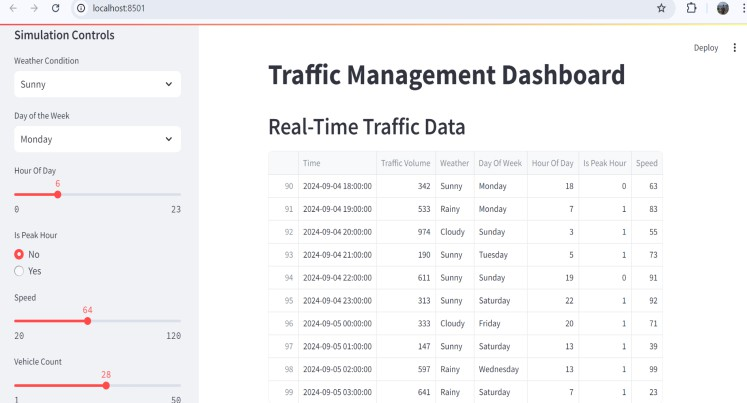 localhost:8501
Simulation Controls
Weather Condition
Sunny
Day of the Week
Monday
Hour Of Day
6
0 23
Is Peak Hour
No
Yes
Speed
64
20 120
Vehicle Count
28
1 50
Deploy
Traffic Management Dashboard
Real-Time Traffic Data
Time Traffic Volume Weather Day Of Week Hour Of Day Is Peak Hour Speed
90 2024-09-04 18:00:00 342 Sunny Monday 18 0 63
91 2024-09-04 19:00:00 533 Rainy Monday 7 1 83
92 2024-09-04 20:00:00 974 Cloudy Sunday 3 1 55
93 2024-09-04 21:00:00 190 Sunny Tuesday 5 1 73
94 2024-09-04 22:00:00 611 Sunny Sunday 19 0 91
95 2024-09-04 23:00:00 313 Sunny Saturday 22 1 92
96 2024-09-05 00:00:00 333 Cloudy Friday 20 1 71
97 2024-09-05 01:00:00 147 Sunny Saturday 13 1 39
98 2024-09-05 02:00:00 597 Rainy Wednesday 13 1 99
99 2024-09-05 03:00:00 641 Rainy Saturday 7 1 23